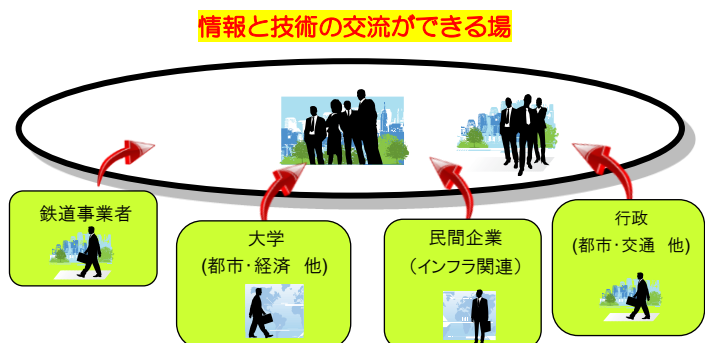 情報と技術の交流ができる場
鉄道事業者
大学
(都市・経済 他)
民間企業
(インフラ関連)
行政
(都市・交通 他)